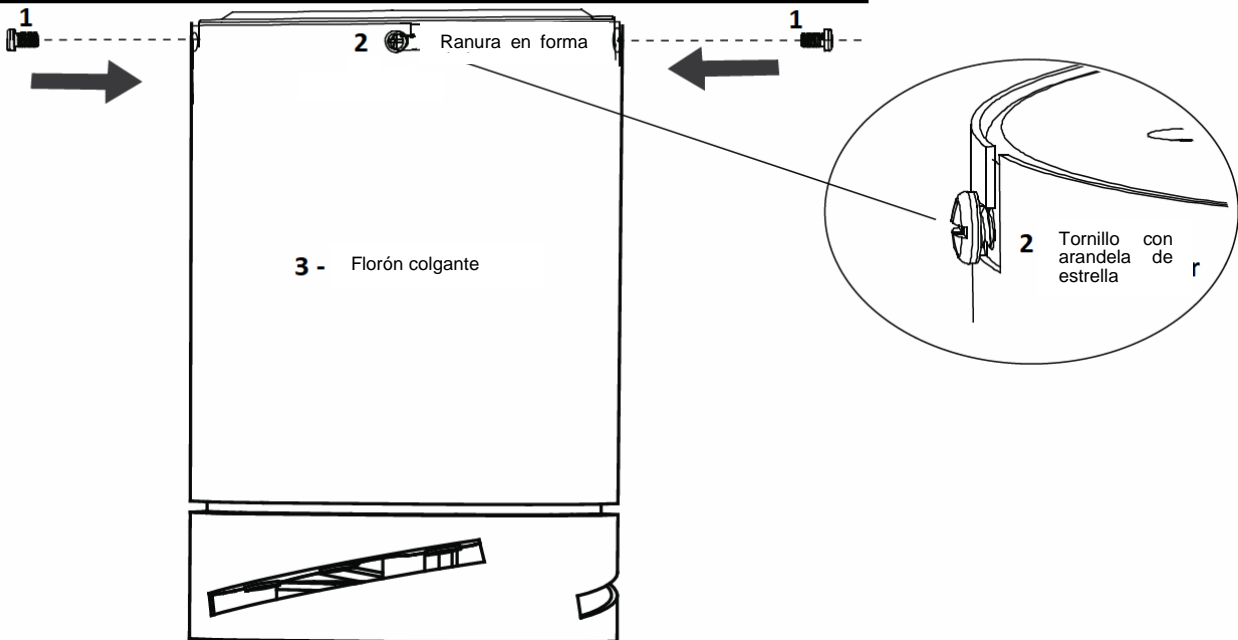 1
1
2 Ranura en forma
3 - Florón colgante
2 Tornillo con
arandela de
estrella
r